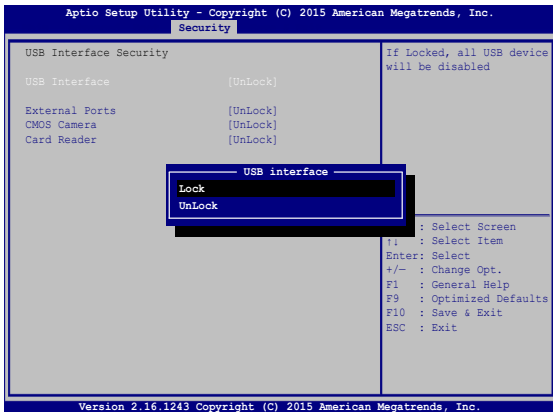 Aptio Setup Utility - Copyright (C) 2015 American Megatrends, Inc.
Security
USB Interface Security
USB Interface [UnLock]
External Ports [UnLock]
CMOS Camera [UnLock]
Card Reader [UnLock]
USB interface
Lock
UnLock
If Locked, all USB device
will be disabled
: Select Screen
↑↓ : Select Item
Enter: Select
+/— : Change Opt.
F1 : General Help
F9 : Optimized Defaults
F10 : Save & Exit
ESC : Exit
Version 2.16.1243 Copyright (C) 2015 American Megatrends, Inc.